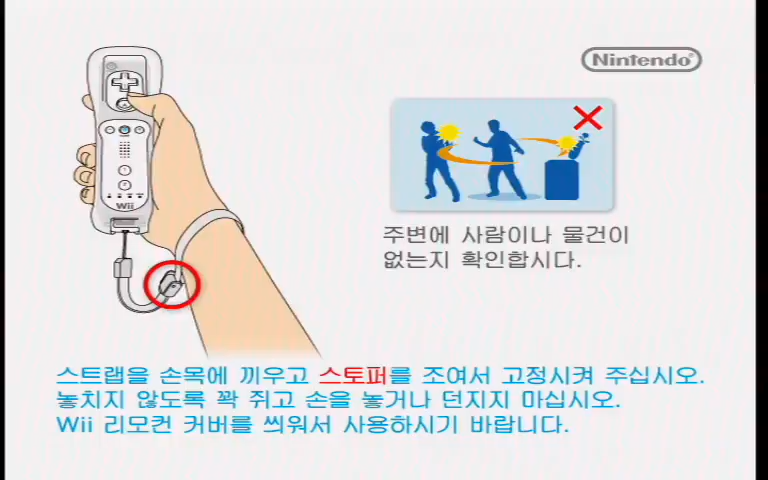 Nintendo®
주변에 사람이나 물건이
없는지 확인합시다.
Wii
스트랩을 손목에 끼우고 스토퍼를 조여서 고정시켜 주십시오.
놓치지 않도록 꽉 쥐고 손을 놓거나 던지지 마십시오.
Wii 리모컨 커버를 씌워서 사용하시기 바랍니다.